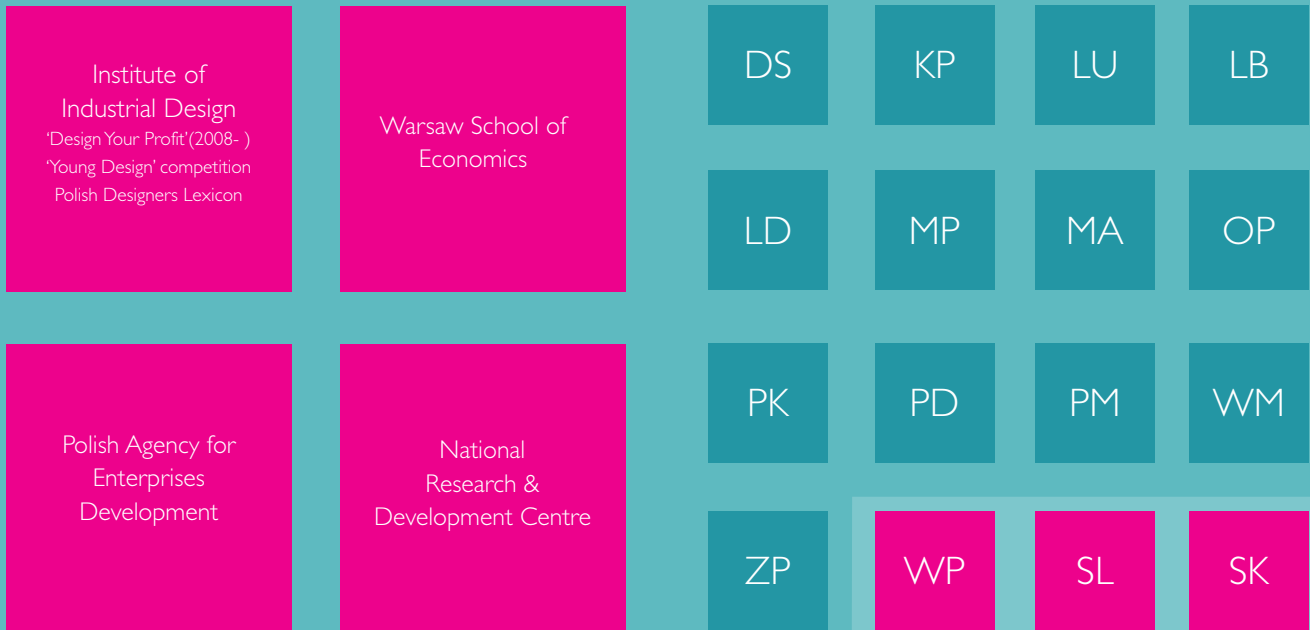 Institute of
Industrial Design
‘Design Your Profit’(2008- )
‘Young Design’ competition
Polish Designers Lexicon
Warsaw School of
Economics
Polish Agency for
Enterprises
Development
National
Research &
Development Centre
DS KP LU LB
LD MP MA OP
PK PD PM WM
ZP WP SL SK